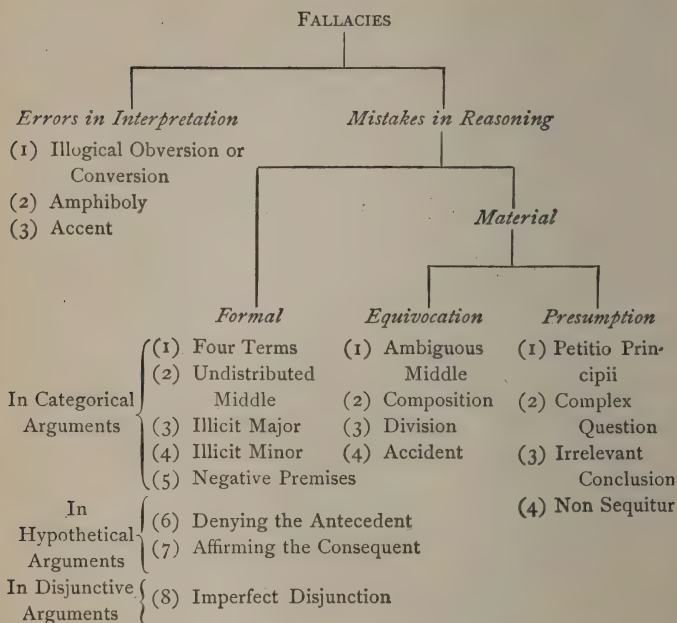 FALLACIES
Errors in Interpretation
(1) Illogical Obversion or
Conversion
(2) Amphiboly
(3) Accent
Mistakes in Reasoning
Material
Formal
In Categorical
Arguments
(1) Four Terms
(2) Undistributed
Middle
(3) Illicit Major
(4) Illicit Minor
(5) Negative Premises
In
Hypothetical
Arguments
(6) Denying the Antecedent
(7) Affirming the Consequent
In Disjunctive
Arguments
(8) Imperfect Disjunction
Equivocation
(1) Ambiguous
Middle
(2) Composition
(3) Division
(4) Accident
Presumption
(1) Petitio Prin-
cipii
(2) Complex
Question
(3) Irrelevant
Conclusion
(4) Non Sequitur